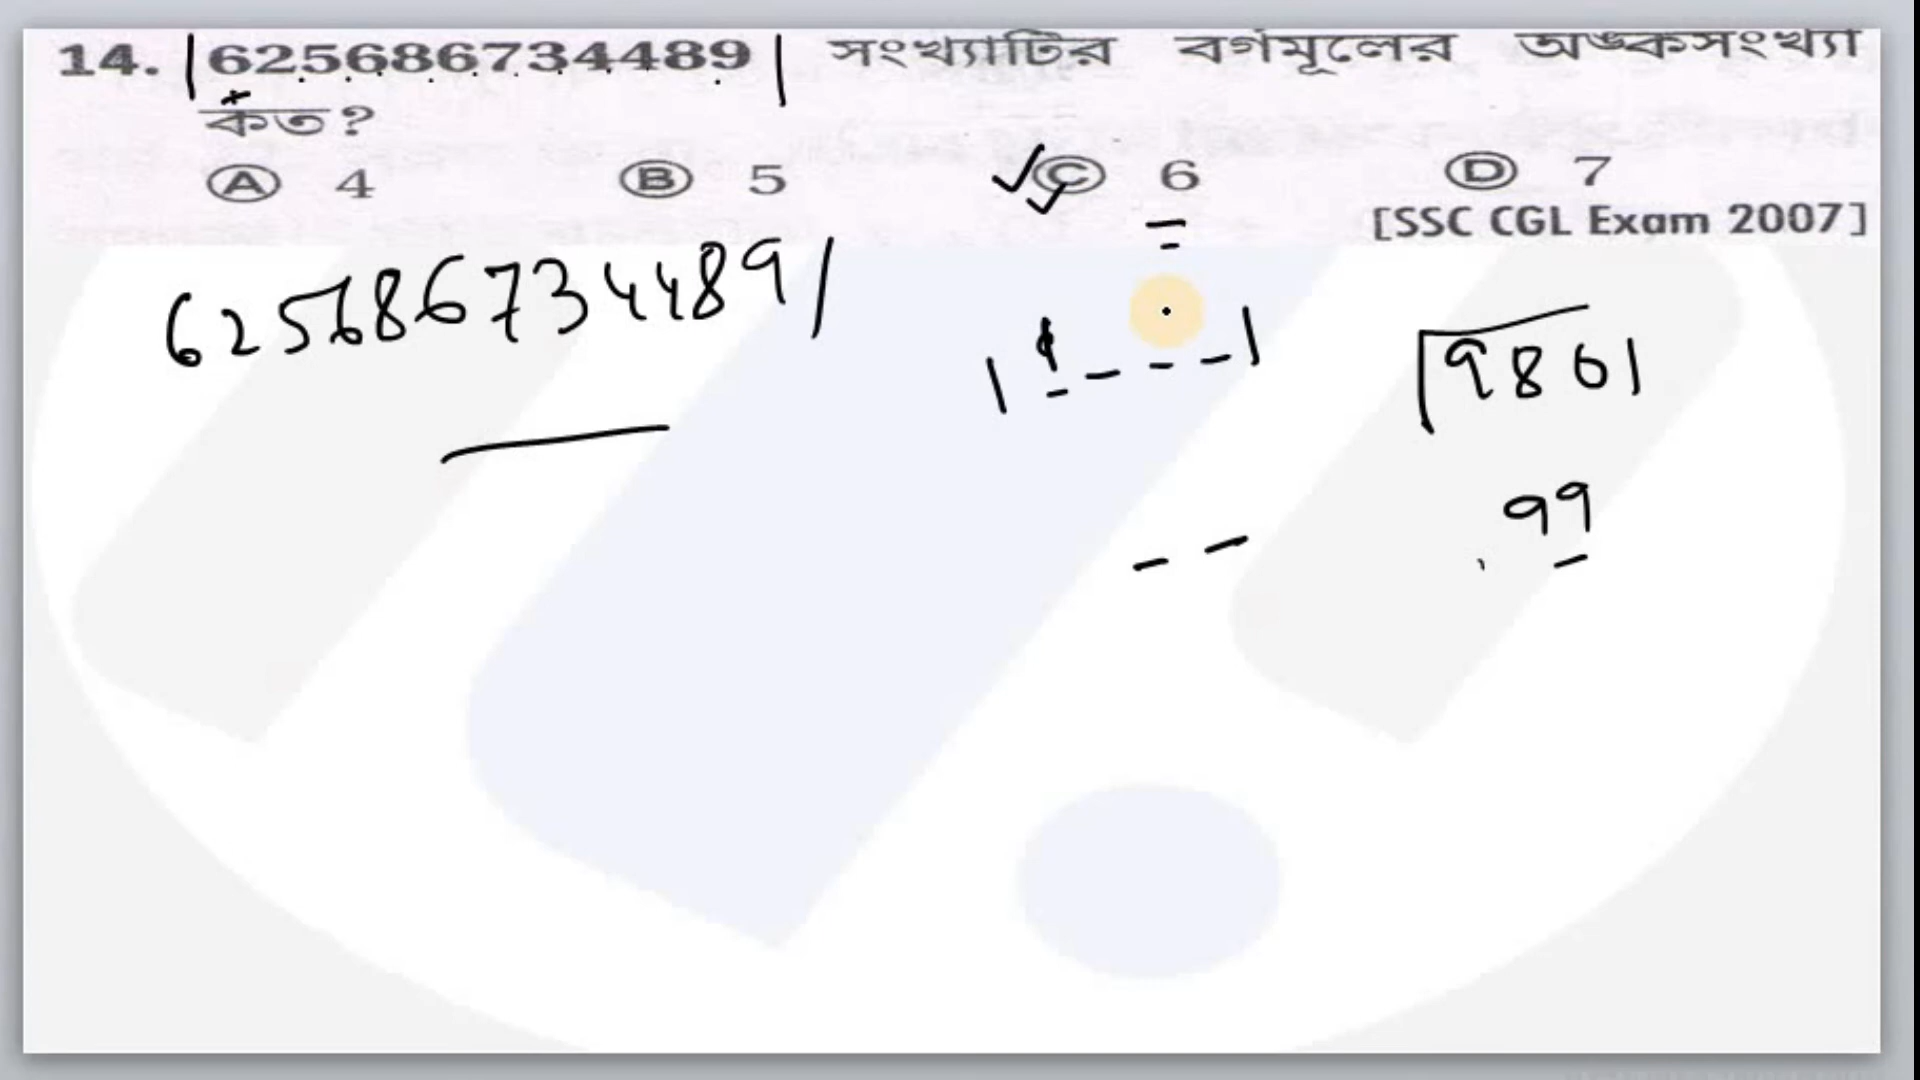 14. 625686734489 সংখ্যাটির বর্গমূলের অঙ্কসংখ্যা
কত?
A 4 B 5 C 6 D 7
[SSC CGL Exam 2007]
625686734489
9801
99